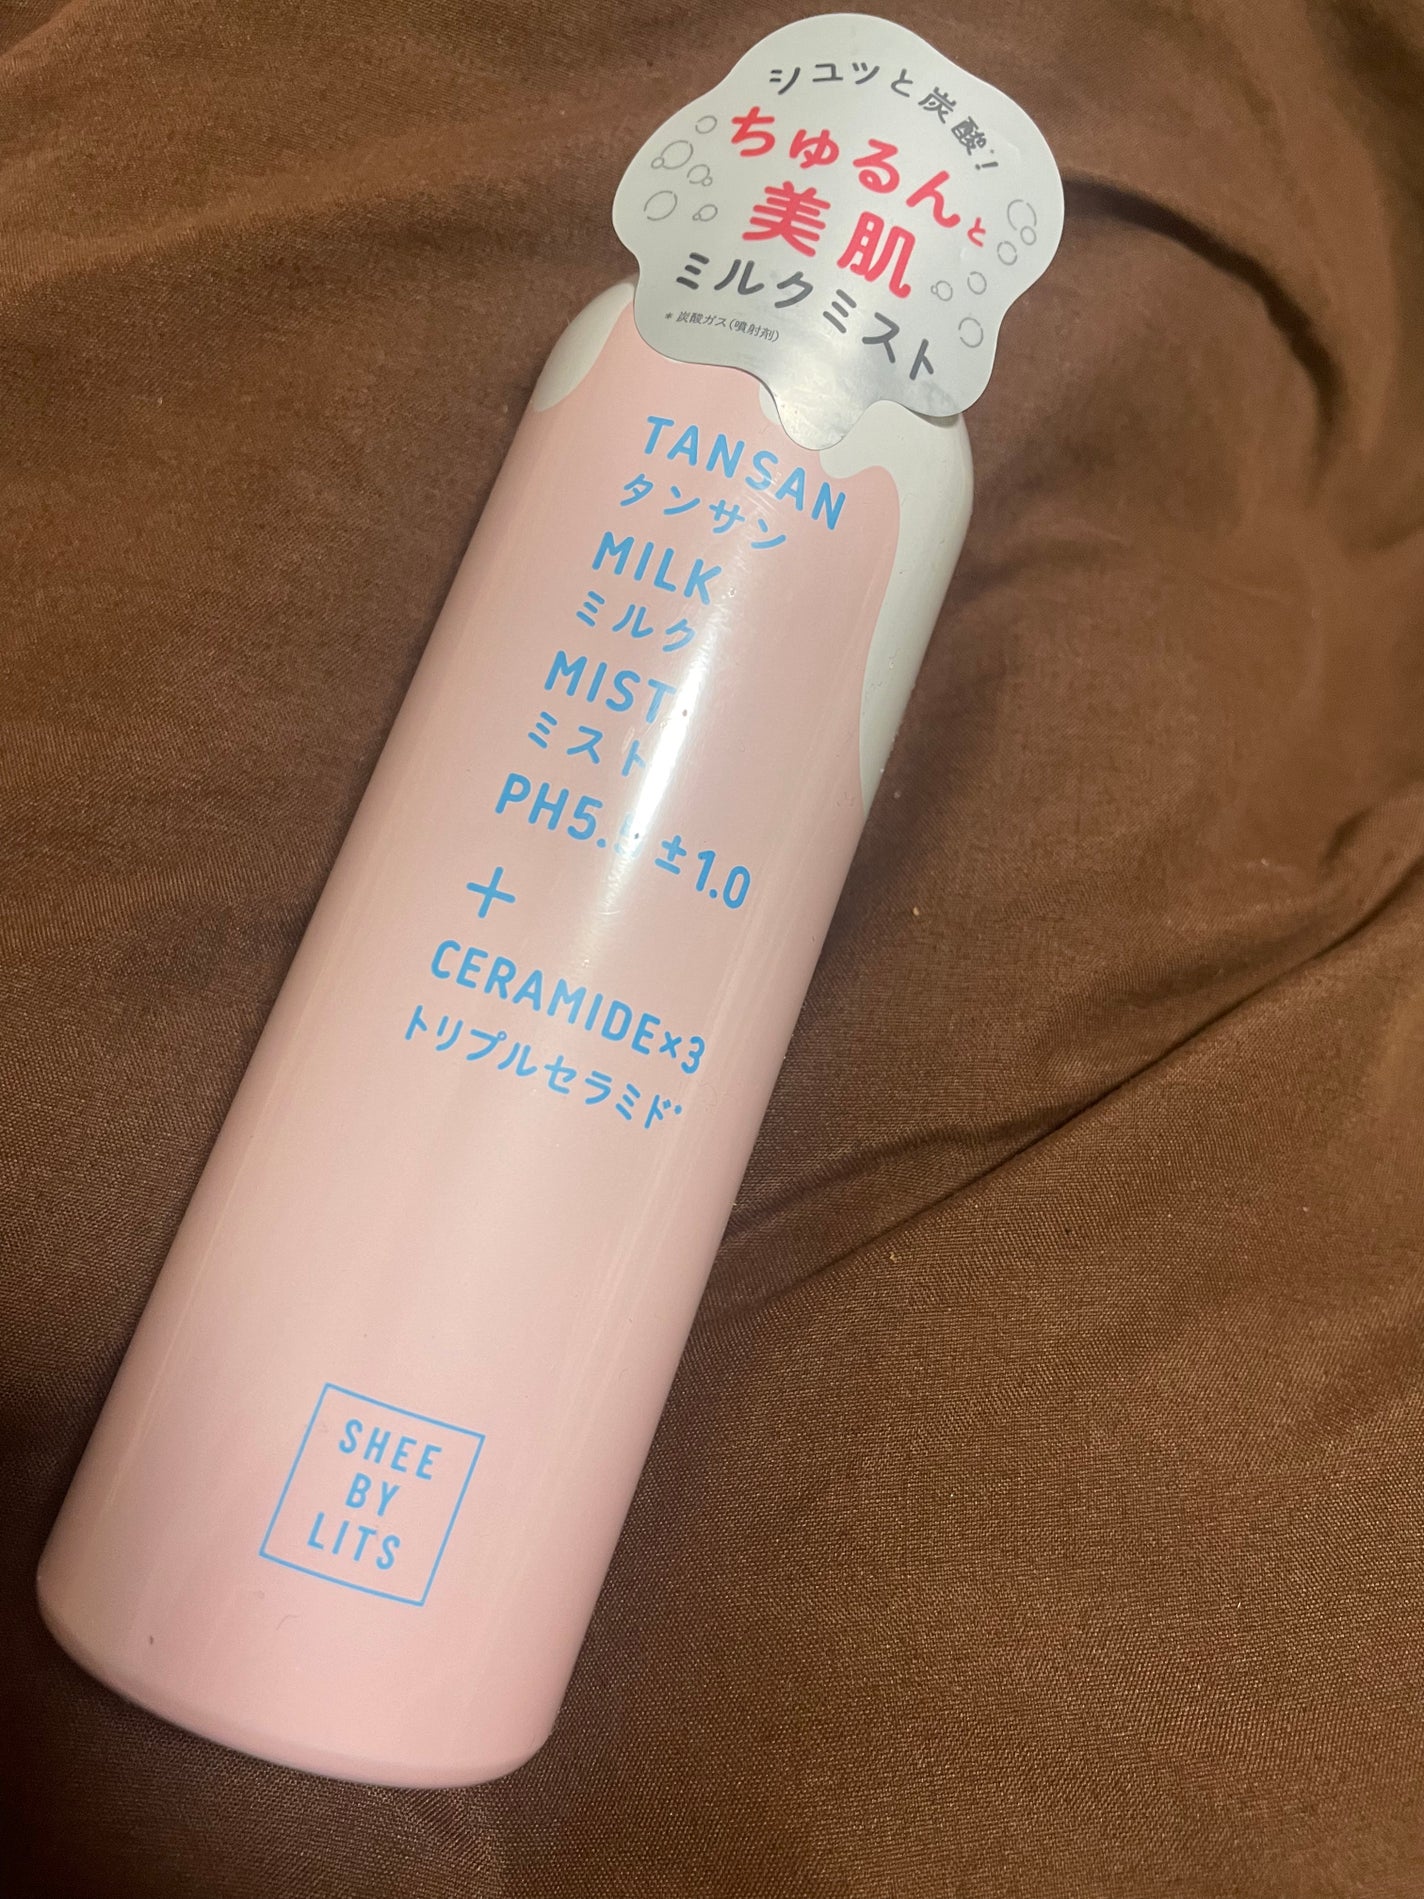 シュッと炭酸*!
ちゅるんと
美肌
ミルクミスト
* 炭酸ガス(噴射剤)
TANSAN
タンサン
MILK
ミルク
MIST
ミスト
±1.0
+
CERAMIDE×3
トリプルセラミド
SHEE
BY
LITS